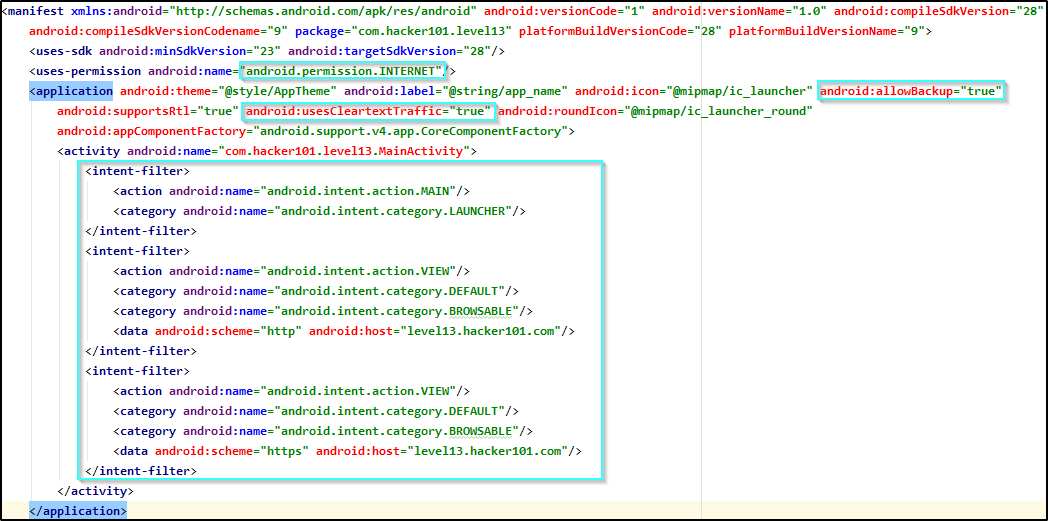 <manifest xmlns:android="http://schemas.android.com/apk/res/android" android:versionCode="1" android:versionName="1.0" android:compileSdkVersion="28"
android:compileSdkVersionCodename="9" package="com.hacker101.level13" platformBuildVersionCode="28" platformBuildVersionName="9">
<uses-sdk android:minSdkVersion="23" android:targetSdkVersion="28"/>
<uses-permission android:name="android.permission.INTERNET"/>
<application android:theme="@style/AppTheme" android:label="@string/app_name" android:icon="@mipmap/ic_launcher" android:allowBackup="true"
android:supportsRtl="true" android:usesCleartextTraffic="true" android:roundIcon="@mipmap/ic_launcher_round"
android:appComponentFactory="android.support.v4.app.CoreComponentFactory">
<activity android:name="com.hacker101.level13.MainActivity">
<intent-filter>
<action android:name="android.intent.action.MAIN"/>
<category android:name="android.intent.category.LAUNCHER"/>
</intent-filter>
<intent-filter>
<action android:name="android.intent.action.VIEW"/>
<category android:name="android.intent.category.DEFAULT"/>
<category android:name="android.intent.category.BROWSABLE"/>
<data android:scheme="http" android:host="level13.hacker101.com"/>
</intent-filter>
<intent-filter>
<action android:name="android.intent.action.VIEW"/>
<category android:name="android.intent.category.DEFAULT"/>
<category android:name="android.intent.category.BROWSABLE"/>
<data android:scheme="https" android:host="level13.hacker101.com"/>
</intent-filter>
</activity>
</application>